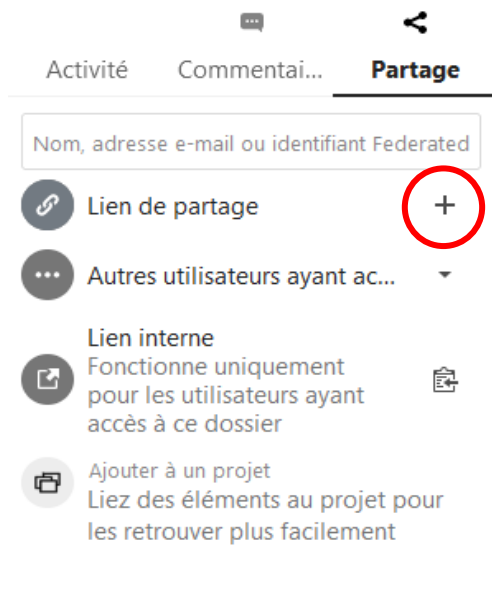 Activité Commentai... Partage
Nom, adresse e-mail ou identifiant Federated
Lien de partage
Autres utilisateurs ayant ac...
Lien interne
Fonctionne uniquement
pour les utilisateurs ayant
accès à ce dossier
Ajouter à un projet
Liez des éléments au projet pour
les retrouver plus facilement